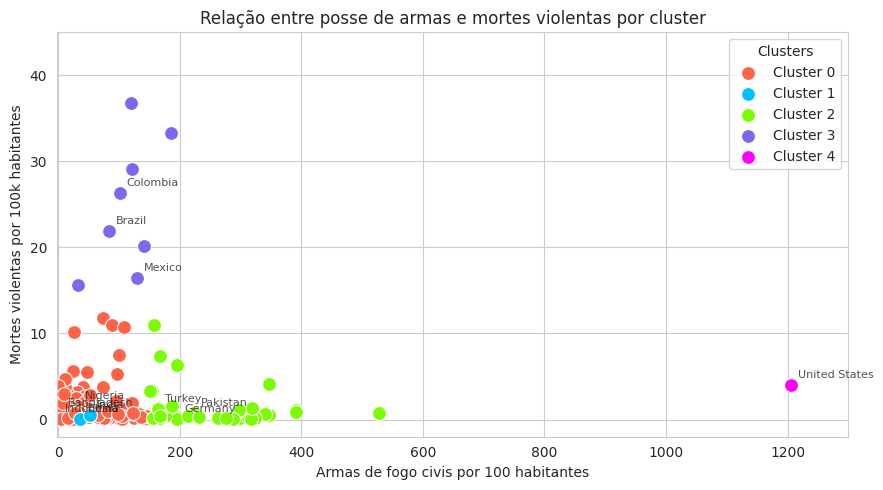 Relação entre posse de armas e mortes violentas por cluster
Mortes violentas por 100k habitantes
40
30
20
10
0
Clusters
Cluster 0
Cluster 1
Cluster 2
Cluster 3
Cluster 4
Colombia
Brazil
Mexico
United States
Nigeria
Bangladesh
Indonesia
Turkey
Pakistan
Germany
0
200
400
600
800
1000
1200
Armas de fogo civis por 100 habitantes